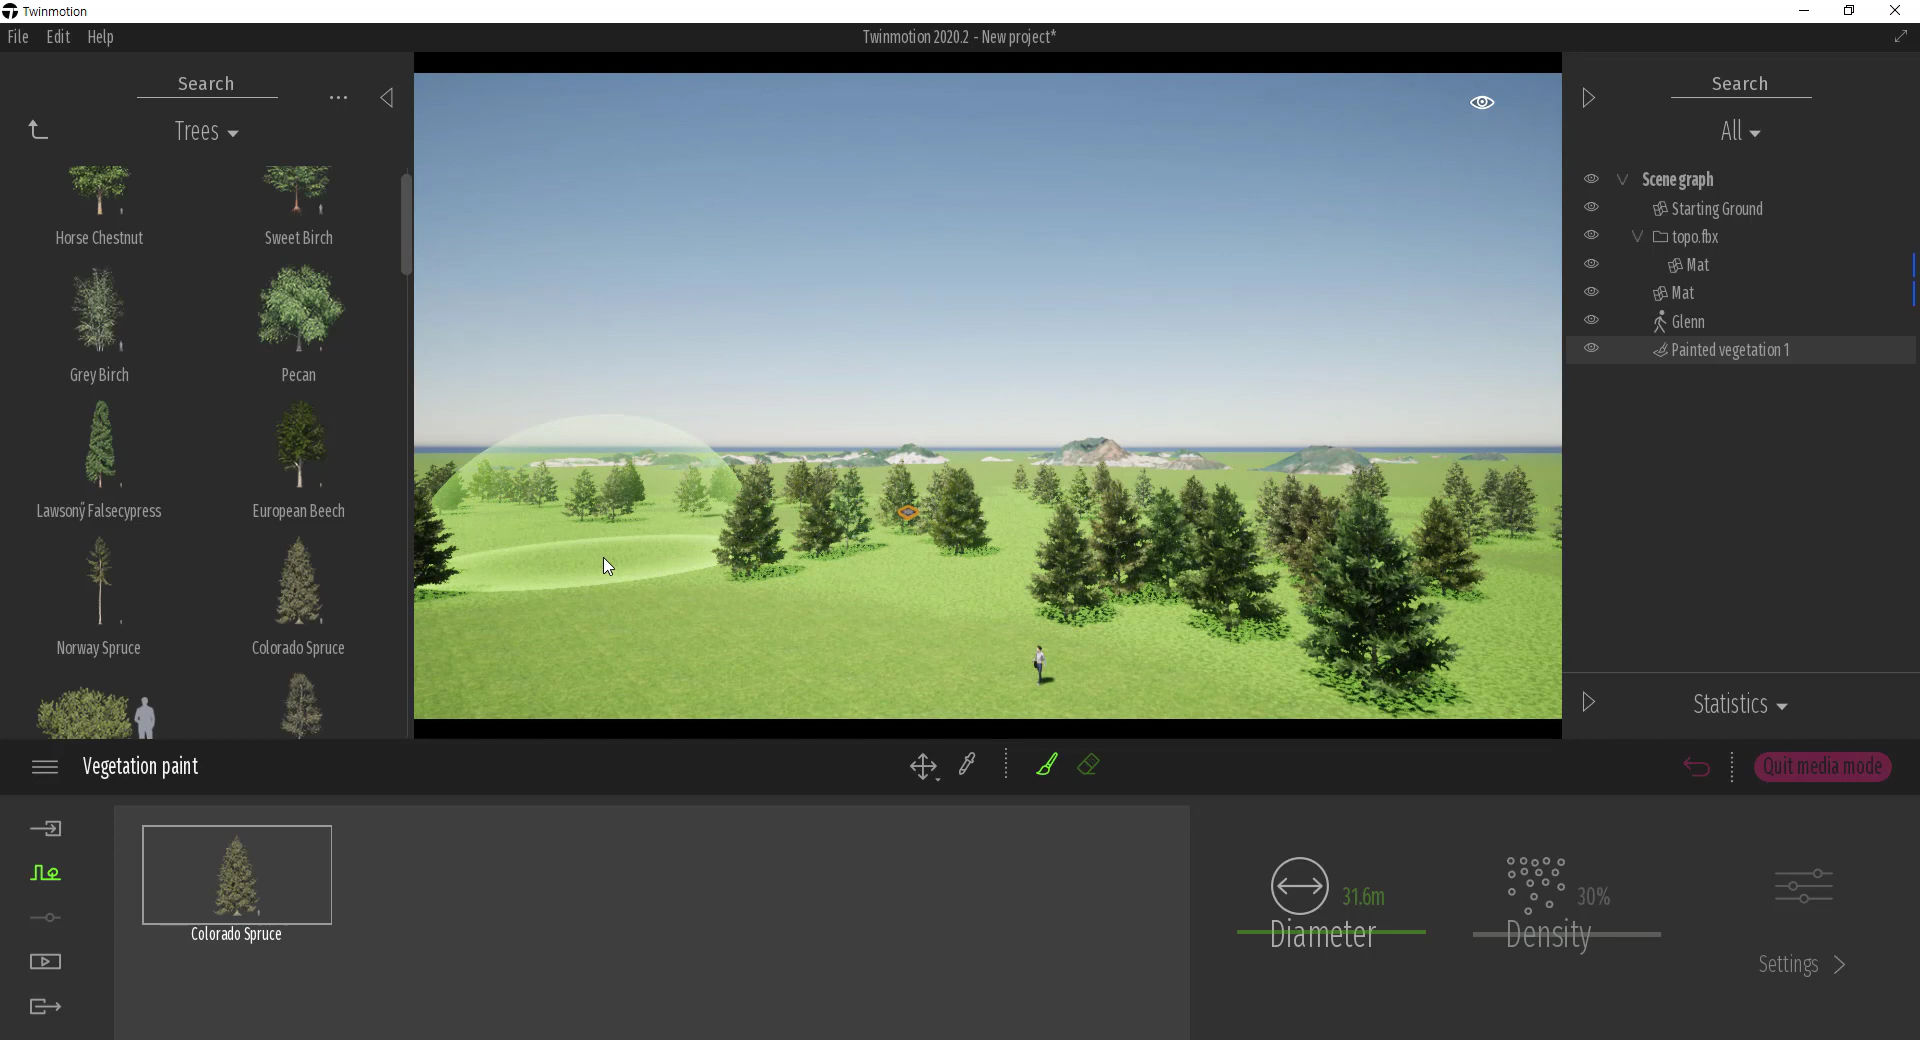 Twinmotion
File Edit Help
Twinmotion 2020.2 - New project*
Search
...
Trees
Horse Chestnut
Sweet Birch
Grey Birch
Pecan
Lawsony Falsecypress
European Beech
Norway Spruce
Colorado Spruce
Search
All
Scene graph
Starting Ground
topo.fbx
Mat
Mat
Glenn
Painted vegetation 1
Statistics
Vegetation paint
Quit media mode
Colorado Spruce
31.6m
Diameter
30%
Density
Settings